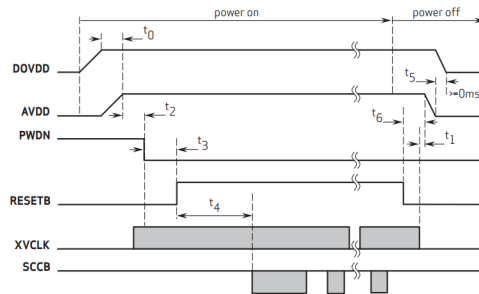 power on
power off
t0
DOVDD
t5
>=0ms
AVDD
t2
t6
PWDN
t3
t1
RESETB
t4
XVCLK
SCCB